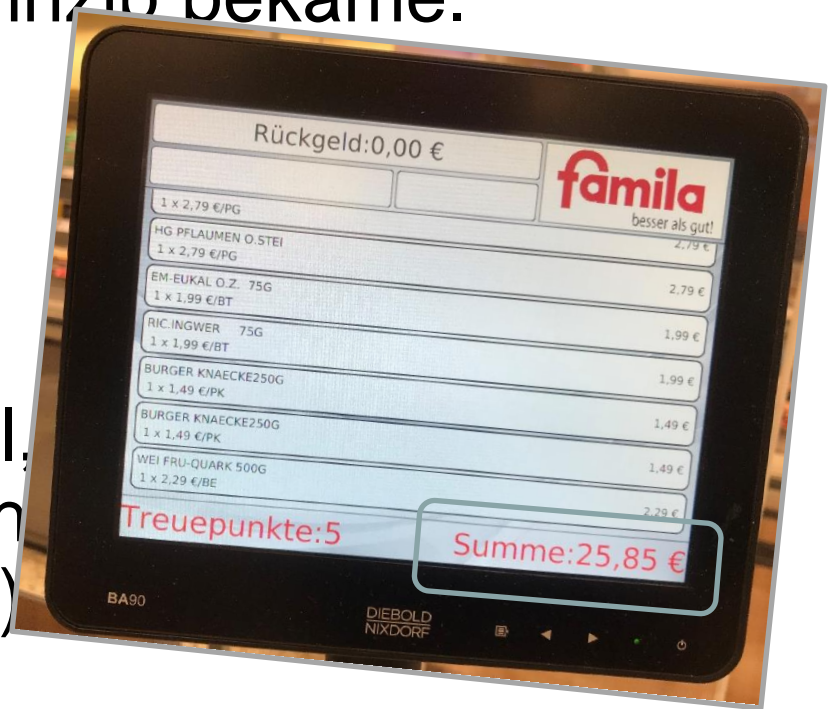 bekäme.
Rückgeld:0,00 €
famila
besser als gut!
1 x 2,79 €/PG
2,79 €
HG PFLAUMEN O.STEI
1 x 2,79 €/PG
2,79 €
EM-EUKAL O.Z. 75G
1 x 1,99 €/BT
1,99 €
RIC.INGWER 75G
1 x 1,99 €/BT
1,99 €
BURGER KNAECKE250G
1 x 1,49 €/PK
1,49 €
BURGER KNAECKE250G
1 x 1,49 €/PK
1,49 €
WEI FRU-QUARK 500G
1 x 2,29 €/BE
2,29 €
Treuepunkte:5
Summe:25,85 €
BA90
DIEBOLD
NIXDORF